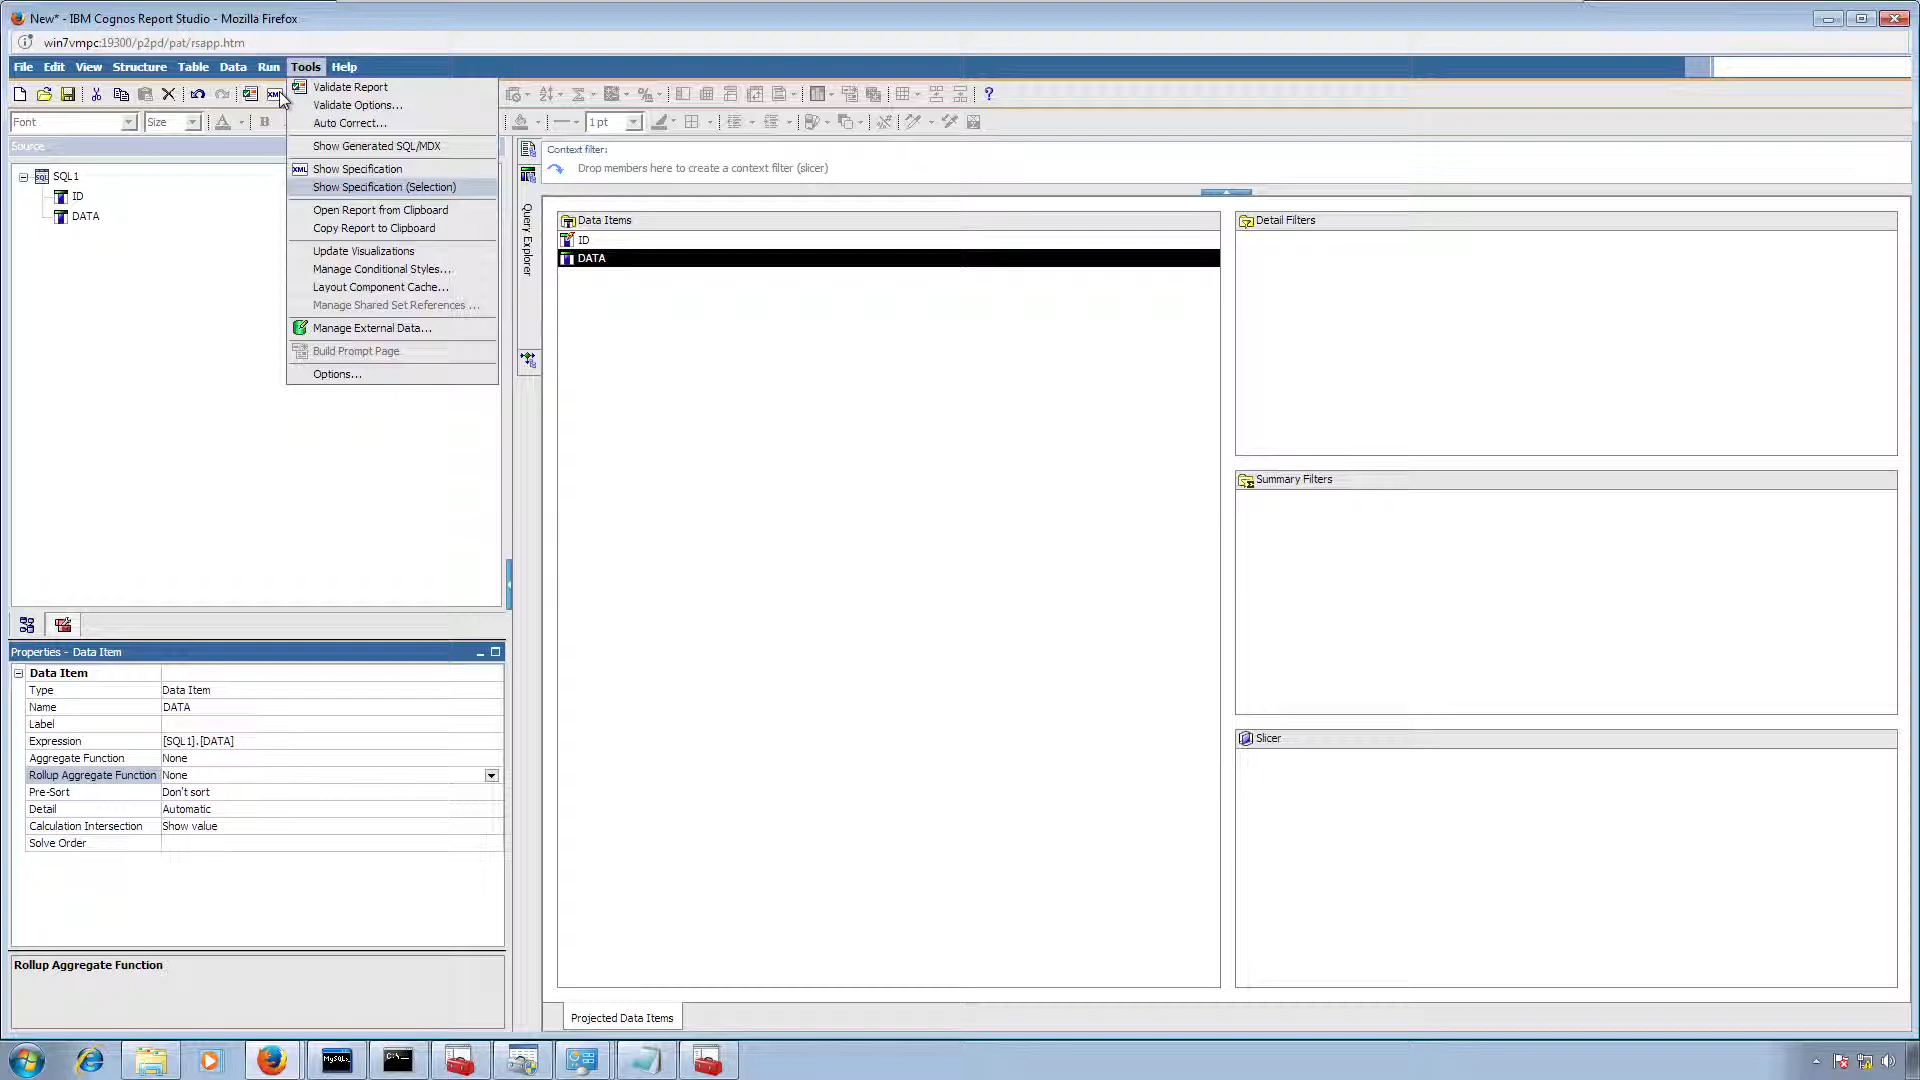 New* - IBM Cognos Report Studio - Mozilla Firefox
win7vmpc:19300/p2pd/pat/rsapp.htm
File Edit View Structure Table Data Run Tools Help
Font Size B 1pt
Validate Report
Validate Options...
Auto Correct...
Show Generated SQL/MDX
XML Show Specification
Show Specification (Selection)
Open Report from Clipboard
Copy Report to Clipboard
Update Visualizations
Manage Conditional Styles...
Layout Component Cache...
Manage Shared Set References ...
Manage External Data...
Build Prompt Page
Options...
Source
SQL1
ID
DATA
Query Explorer
Context filter:
Drop members here to create a context filter (slicer)
Data Items
ID
DATA
Detail Filters
Summary Filters
Slicer
Properties - Data Item
Data Item
Type Data Item
Name DATA
Label
Expression [SQL1].[DATA]
Aggregate Function None
Rollup Aggregate Function None
Pre-Sort Don't sort
Detail Automatic
Calculation Intersection Show value
Solve Order
Rollup Aggregate Function
Projected Data Items